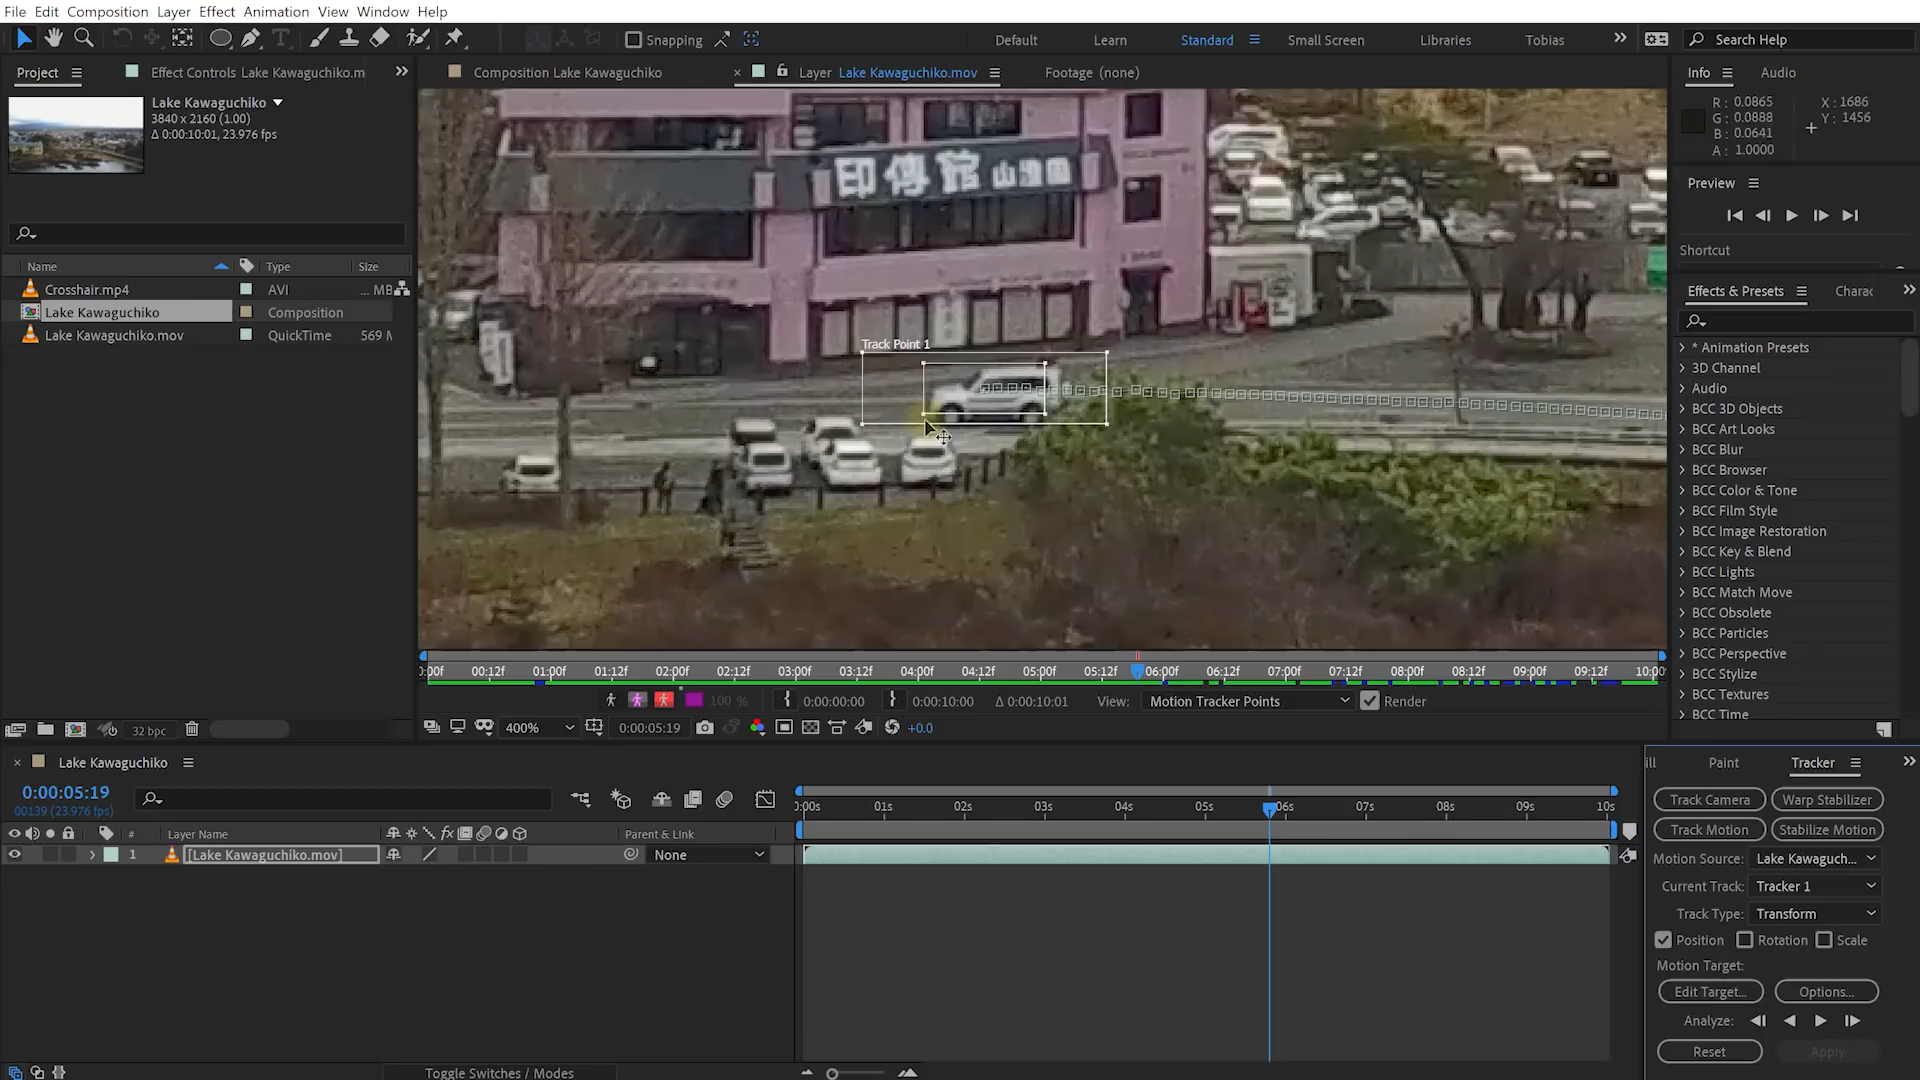 File Edit Composition Layer Effect Animation View Window Help
Snapping
Default Learn Standard Small Screen Libraries Tobias
Search Help
Project
Effect Controls Lake Kawaguchiko.m
Lake Kawaguchiko
3840 x 2160 (1.00)
Δ 0:00:10:01, 23.976 fps
Name Type Size
Crosshair.mp4 AVI ... MB
Lake Kawaguchiko Composition
Lake Kawaguchiko.mov QuickTime 569 M
32 bpc
Composition Lake Kawaguchiko
Layer Lake Kawaguchiko.mov
Footage (none)
印傳館
Track Point 1
:00f 00:12f 01:00f 01:12f 02:00f 02:12f 03:00f 03:12f 04:00f 04:12f 05:00f 05:12f 06:00f 06:12f 07:00f 07:12f 08:00f 08:12f 09:00f 09:12f 10:00
100 % 0:00:00:00 0:00:10:00 Δ 0:00:10:01 View: Motion Tracker Points Render
400% 0:00:05:19 +0.0
Info Audio
R : 0.0865
G : 0.0888
B : 0.0641
A : 1.0000
X : 1686
Y : 1456
Preview
Shortcut
Effects & Presets Charac
* Animation Presets
3D Channel
Audio
BCC 3D Objects
BCC Art Looks
BCC Blur
BCC Browser
BCC Color & Tone
BCC Film Style
BCC Image Restoration
BCC Key & Blend
BCC Lights
BCC Match Move
BCC Obsolete
BCC Particles
BCC Perspective
BCC Stylize
BCC Textures
BCC Time
Lake Kawaguchiko
0:00:05:19
00139 (23.976 fps)
# Layer Name Parent & Link
1 [Lake Kawaguchiko.mov] None
:00s 01s 02s 03s 04s 05s 06s 07s 08s 09s 10s
Toggle Switches / Modes
ill Paint Tracker
Track Camera Warp Stabilizer
Track Motion Stabilize Motion
Motion Source: Lake Kawaguch...
Current Track: Tracker 1
Track Type: Transform
Position Rotation Scale
Motion Target:
Edit Target... Options...
Analyze:
Reset Apply